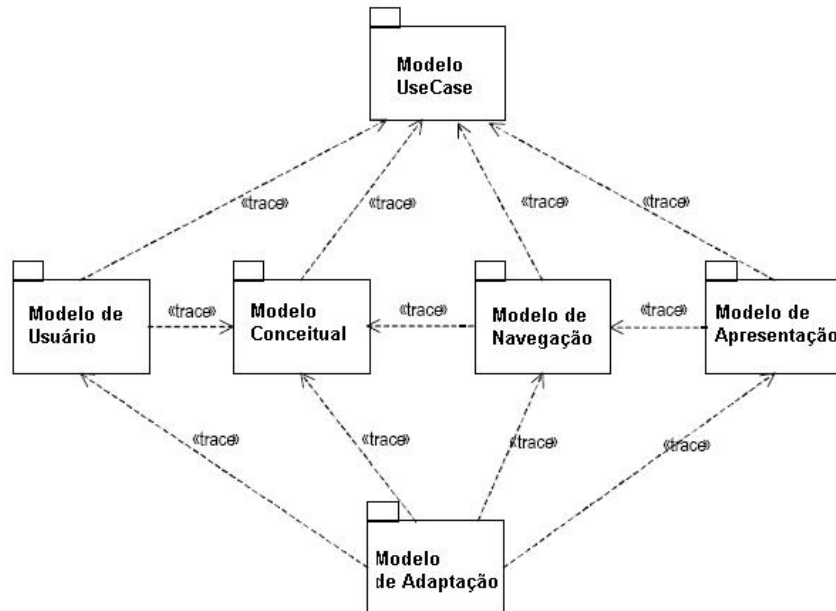 Modelo
UseCase
«trace»
«trace»
«trace»
«trace»
Modelo de
Usuário
«trace»
Modelo
Conceitual
«trace»
Modelo de
Navegação
«trace»
Modelo de
Apresentação
«trace»
«trace»
«trace»
«trace»
Modelo
de Adaptação